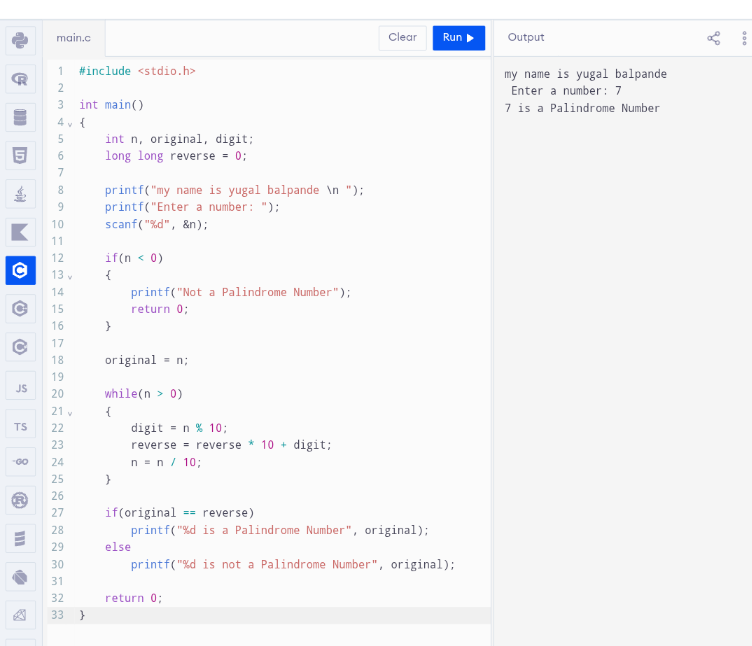 main.c
Clear
Run
Output
1 #include <stdio.h>
2
3 int main()
4 {
5     int n, original, digit;
6     long long reverse = 0;
7
8     printf("my name is yugal balpande \n ");
9     printf("Enter a number: ");
10     scanf("%d", &n);
11
12     if(n < 0)
13     {
14         printf("Not a Palindrome Number");
15         return 0;
16     }
17
18     original = n;
19
20     while(n > 0)
21     {
22         digit = n % 10;
23         reverse = reverse * 10 + digit;
24         n = n / 10;
25     }
26
27     if(original == reverse)
28         printf("%d is a Palindrome Number", original);
29     else
30         printf("%d is not a Palindrome Number", original);
31
32     return 0;
33 }
my name is yugal balpande
 Enter a number: 7
7 is a Palindrome Number
R
5
C
C
C
JS
TS
GO